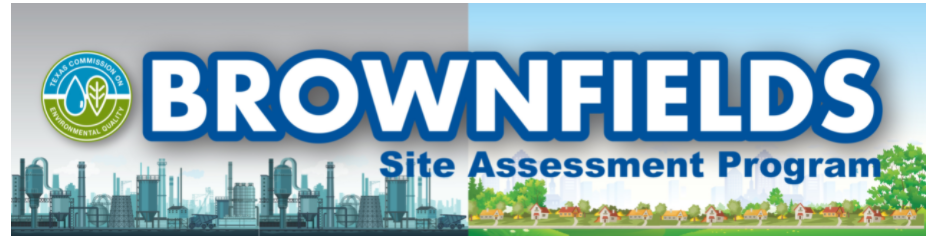 TEXAS COMMISSION ON
ENVIRONMENTAL QUALITY
BROWNFIELDS
Site Assessment Program